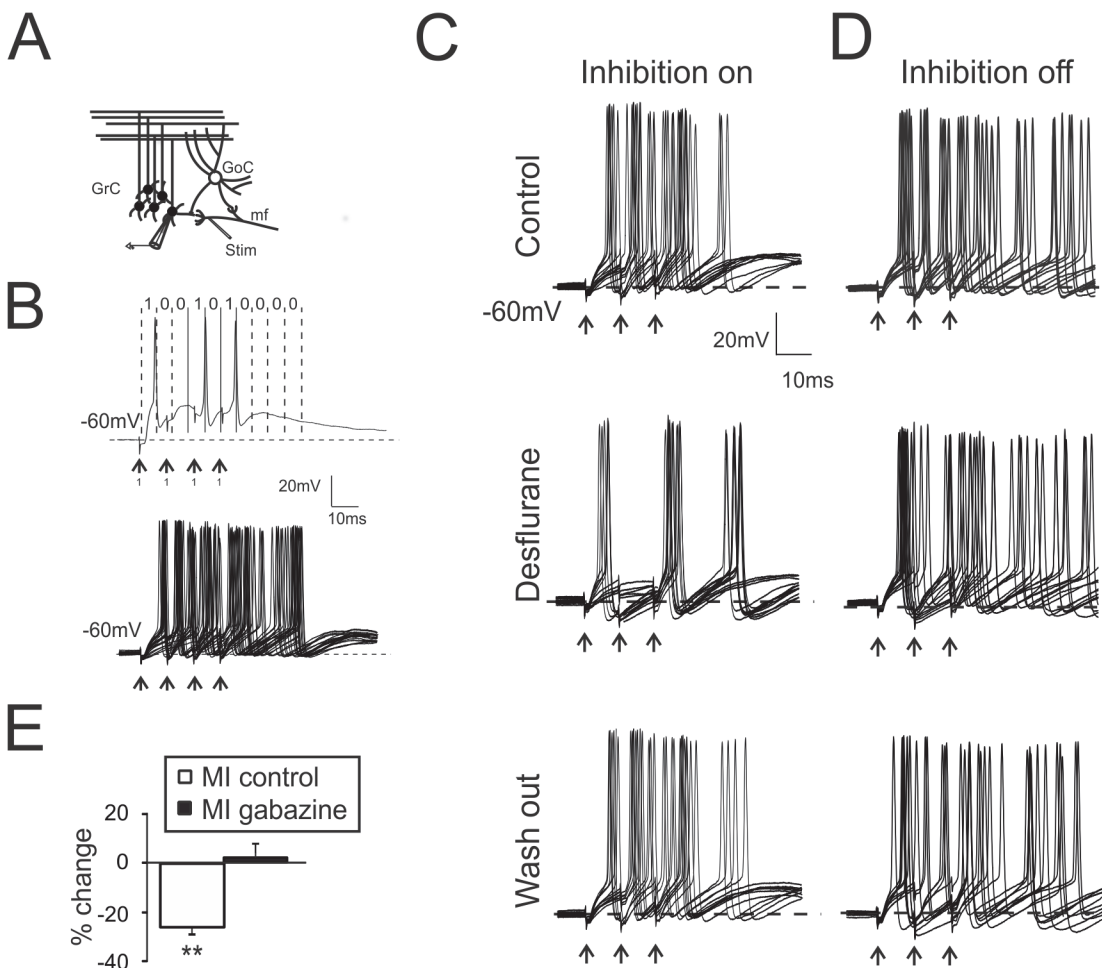 A
GoC
GrC
mf
Stim
B
1 0 0 1 0 1 0 0 0 0
-60mV
1 1 1 1
20mV
10ms
-60mV
C
Inhibition on
D
Inhibition off
Control
-60mV
20mV
10ms
Desflurane
Wash out
E
MI control
MI gabazine
% change
20
0
-20
-40
**